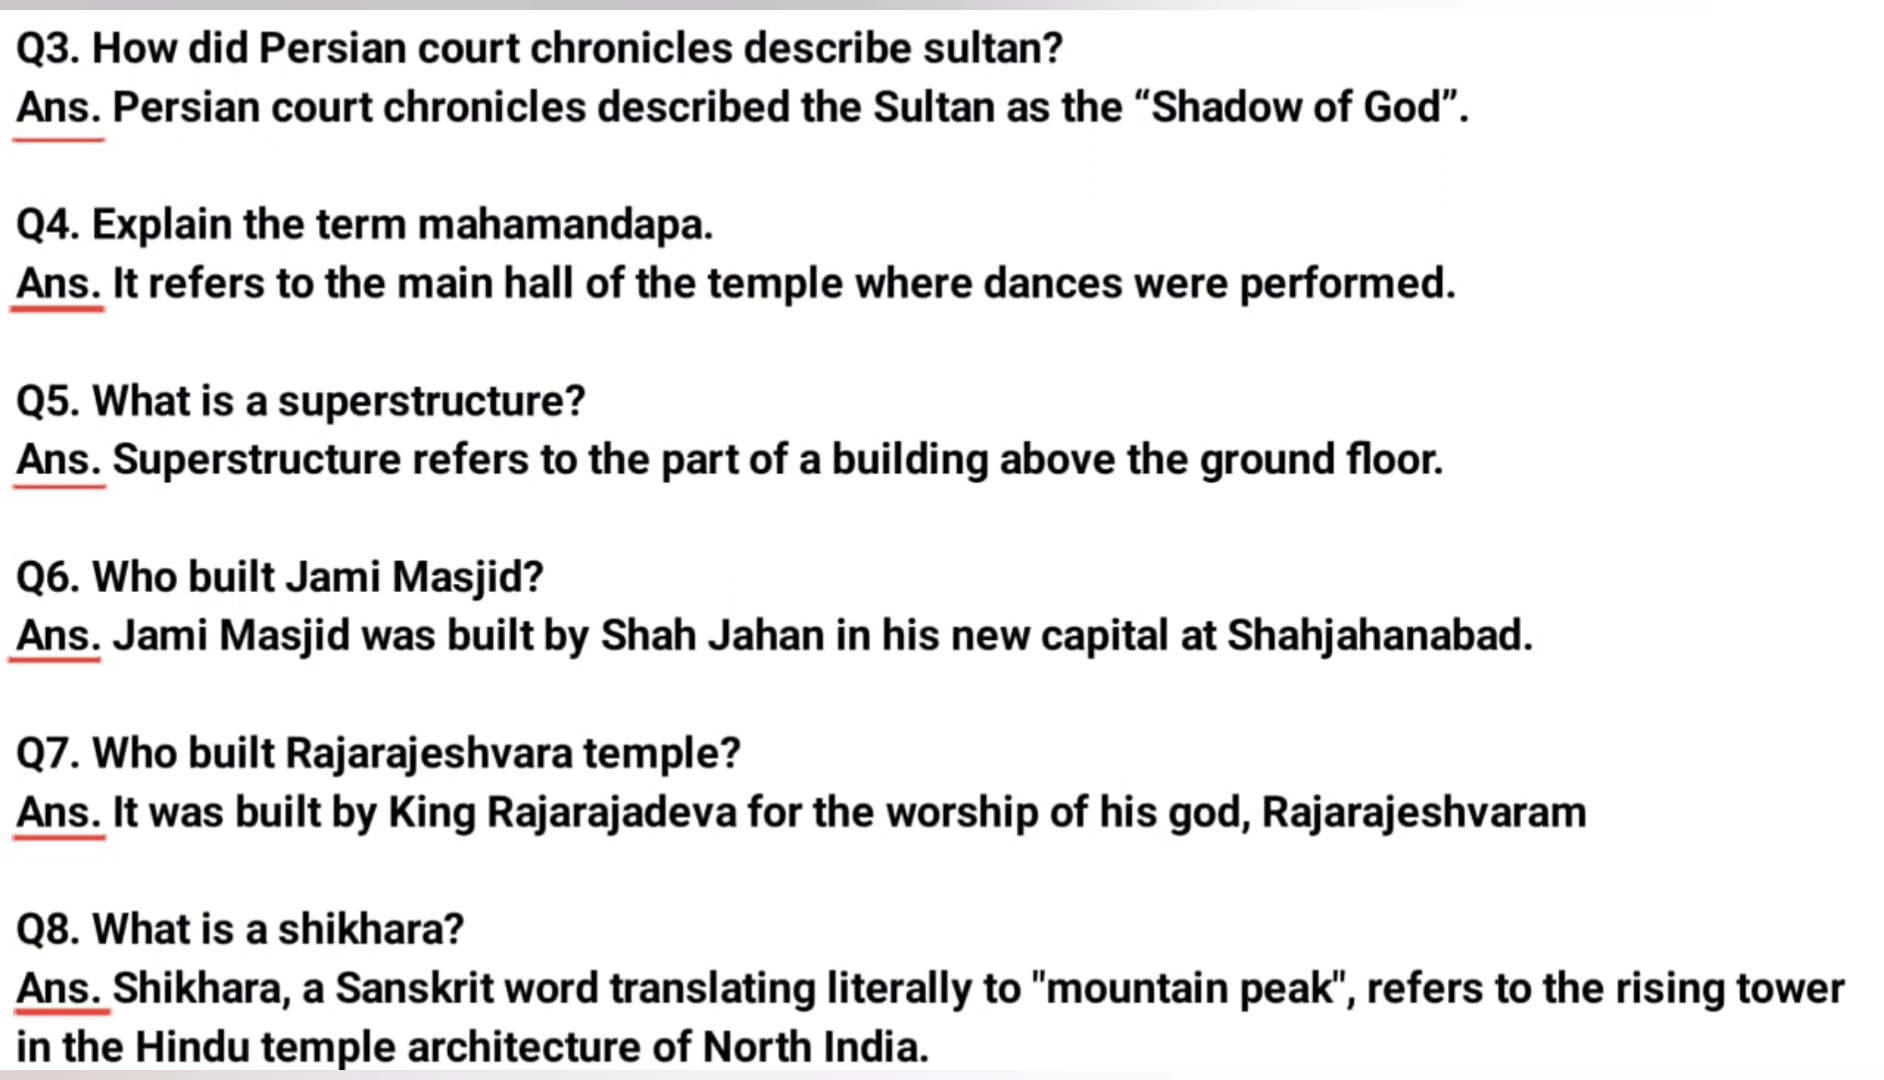 Q3. How did Persian court chronicles describe sultan?
Ans. Persian court chronicles described the Sultan as the “Shadow of God”.
Q4. Explain the term mahamandapa.
Ans. It refers to the main hall of the temple where dances were performed.
Q5. What is a superstructure?
Ans. Superstructure refers to the part of a building above the ground floor.
Q6. Who built Jami Masjid?
Ans. Jami Masjid was built by Shah Jahan in his new capital at Shahjahanabad.
Q7. Who built Rajarajeshvara temple?
Ans. It was built by King Rajarajadeva for the worship of his god, Rajarajeshvaram
Q8. What is a shikhara?
Ans. Shikhara, a Sanskrit word translating literally to "mountain peak", refers to the rising tower
in the Hindu temple architecture of North India.